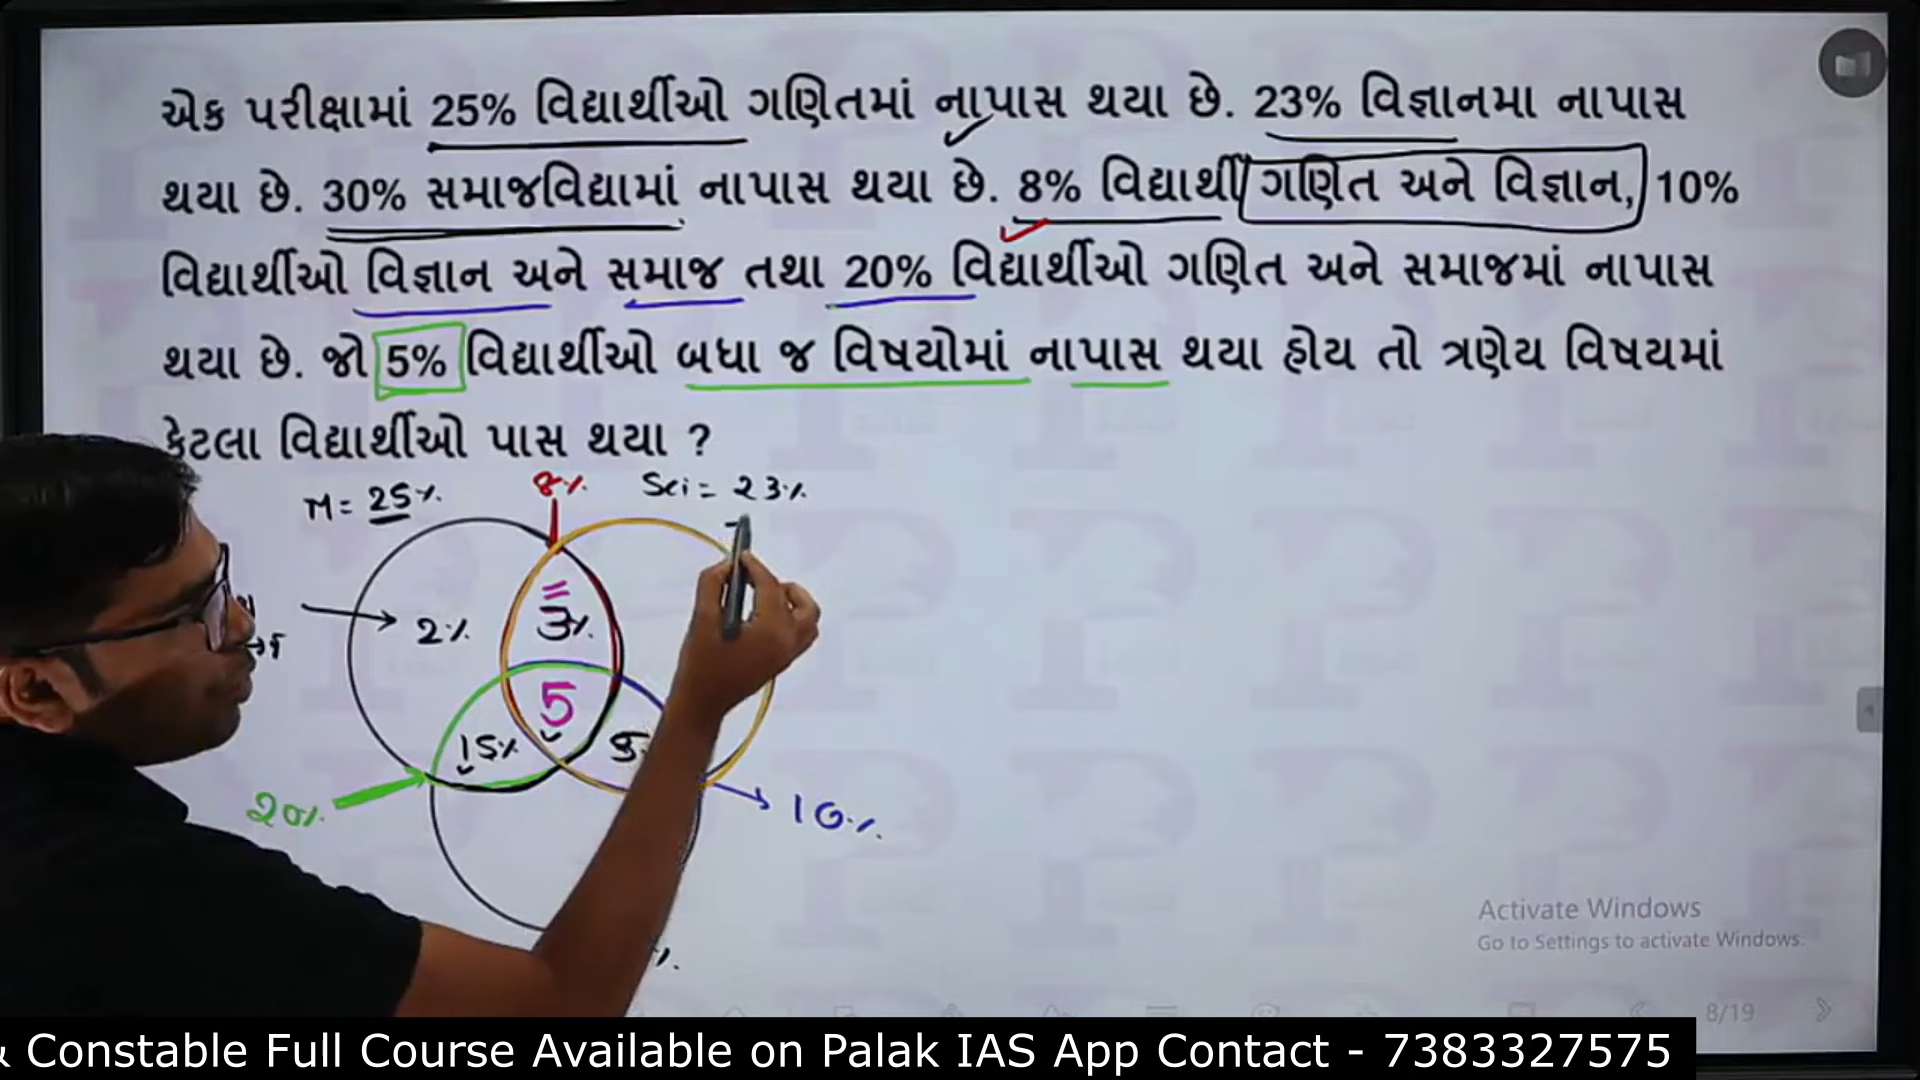 એક પરીક્ષામાં 25% વિદ્યાર્થીઓ ગણિતમાં નાપાસ થયા છે. 23% વિજ્ઞાનમા નાપાસ
થયા છે. 30% સમાજવિદ્યામાં નાપાસ થયા છે. 8% વિદ્યાર્થી ગણિત અને વિજ્ઞાન, 10%
વિદ્યાર્થીઓ વિજ્ઞાન અને સમાજ તથા 20% વિદ્યાર્થીઓ ગણિત અને સમાજમાં નાપાસ
થયા છે. જો 5% વિદ્યાર્થીઓ બધા જ વિષયોમાં નાપાસ થયા હોય તો ત્રણેય વિષયમાં
કેટલા વિદ્યાર્થીઓ પાસ થયા ?
M = 25% 8% Sci = 23%
2% 3%
5
15% 5
20% 10%
Activate Windows
Go to Settings to activate Windows.
8/19
& Constable Full Course Available on Palak IAS App Contact - 7383327575